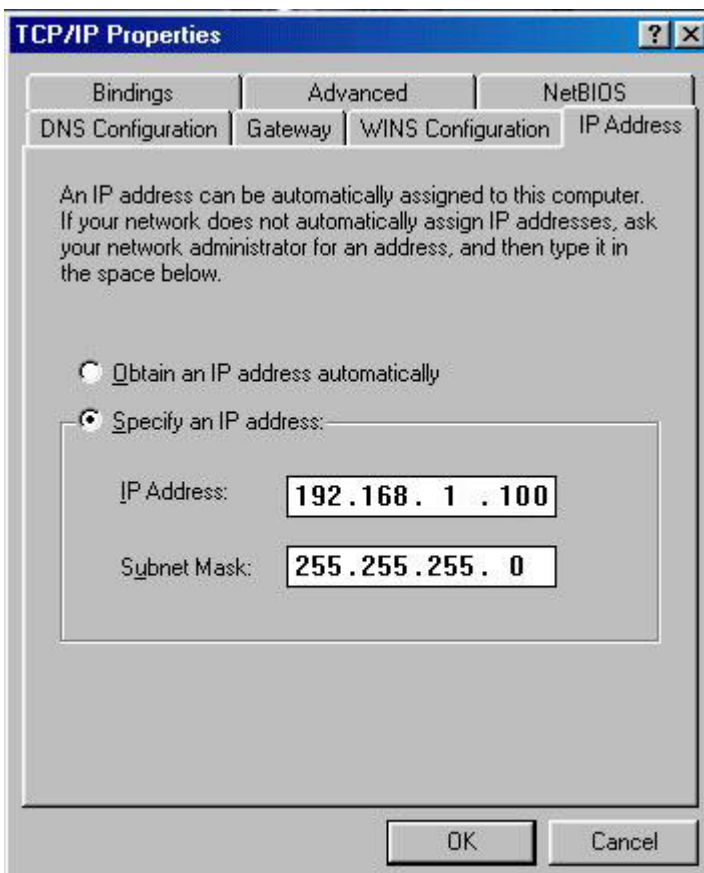 TCP/IP Properties
? ×
Bindings Advanced NetBIOS
DNS Configuration Gateway WINS Configuration IP Address
An IP address can be automatically assigned to this computer.
If your network does not automatically assign IP addresses, ask
your network administrator for an address, and then type it in
the space below.
Obtain an IP address automatically
Specify an IP address:
IP Address: 192.168. 1 .100
Subnet Mask: 255.255.255. 0
OK Cancel